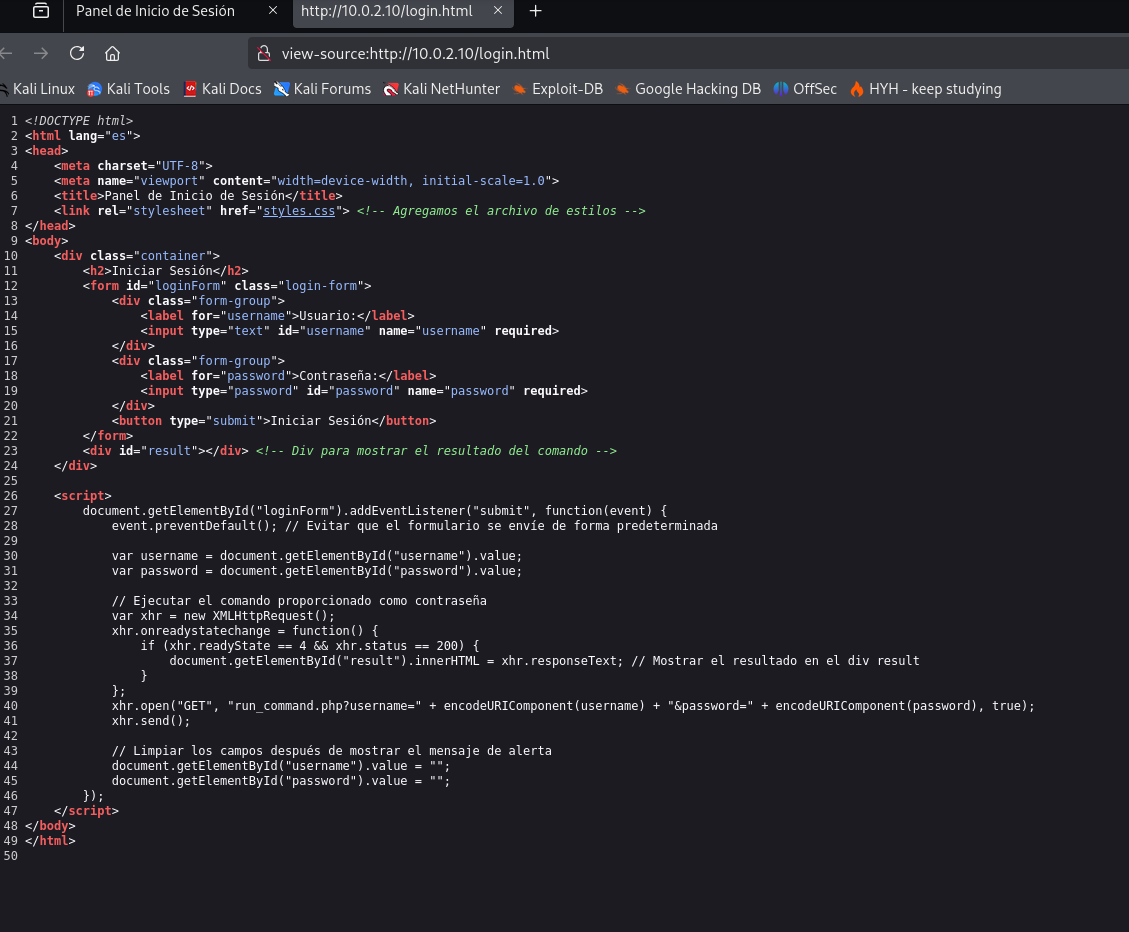 Panel de Inicio de Sesión × http://10.0.2.10/login.html × +
view-source:http://10.0.2.10/login.html
Kali Linux Kali Tools Kali Docs Kali Forums Kali NetHunter Exploit-DB Google Hacking DB OffSec HYH - keep studying
1 <!DOCTYPE html>
2 <html lang="es">
3 <head>
4     <meta charset="UTF-8">
5     <meta name="viewport" content="width=device-width, initial-scale=1.0">
6     <title>Panel de Inicio de Sesión</title>
7     <link rel="stylesheet" href="styles.css"> <!-- Agregamos el archivo de estilos -->
8 </head>
9 <body>
10     <div class="container">
11         <h2>Iniciar Sesión</h2>
12         <form id="loginForm" class="login-form">
13             <div class="form-group">
14                 <label for="username">Usuario:</label>
15                 <input type="text" id="username" name="username" required>
16             </div>
17             <div class="form-group">
18                 <label for="password">Contraseña:</label>
19                 <input type="password" id="password" name="password" required>
20             </div>
21             <button type="submit">Iniciar Sesión</button>
22         </form>
23         <div id="result"></div> <!-- Div para mostrar el resultado del comando -->
24     </div>
25
26     <script>
27         document.getElementById("loginForm").addEventListener("submit", function(event) {
28             event.preventDefault(); // Evitar que el formulario se envíe de forma predeterminada
29
30             var username = document.getElementById("username").value;
31             var password = document.getElementById("password").value;
32
33             // Ejecutar el comando proporcionado como contraseña
34             var xhr = new XMLHttpRequest();
35             xhr.onreadystatechange = function() {
36                 if (xhr.readyState == 4 && xhr.status == 200) {
37                     document.getElementById("result").innerHTML = xhr.responseText; // Mostrar el resultado en el div result
38                 }
39             };
40             xhr.open("GET", "run_command.php?username=" + encodeURIComponent(username) + "&password=" + encodeURIComponent(password), true);
41             xhr.send();
42
43             // Limpiar los campos después de mostrar el mensaje de alerta
44             document.getElementById("username").value = "";
45             document.getElementById("password").value = "";
46         });
47     </script>
48 </body>
49 </html>
50